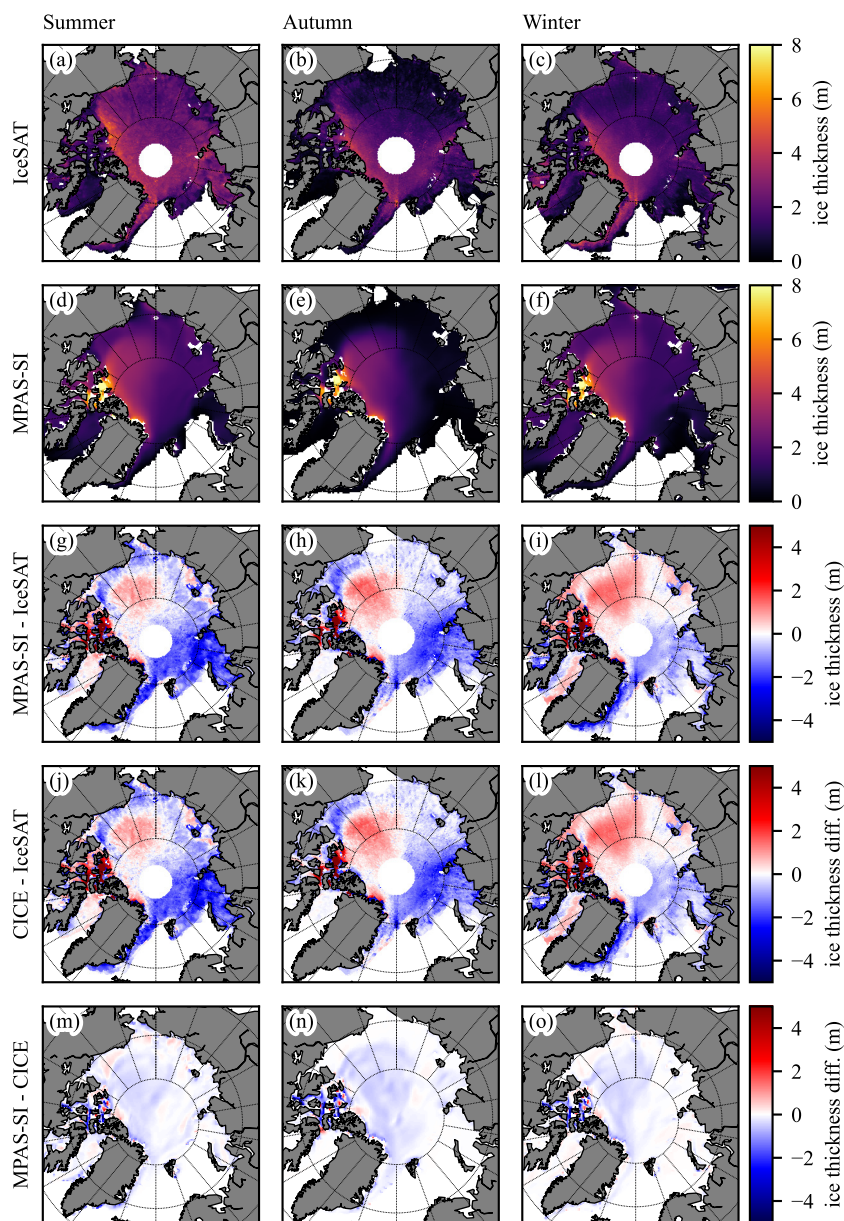 Summer Autumn Winter
IceSAT
(a) (b) (c)
8
6
4
2
0
ice thickness (m)
MPAS-SI
(d) (e) (f)
8
6
4
2
0
ice thickness (m)
MPAS-SI - IceSAT
(g) (h) (i)
4
2
0
−2
−4
ice thickness (m)
CICE - IceSAT
(j) (k) (l)
4
2
0
−2
−4
ice thickness diff. (m)
MPAS-SI - CICE
(m) (n) (o)
4
2
0
−2
−4
ice thickness diff. (m)